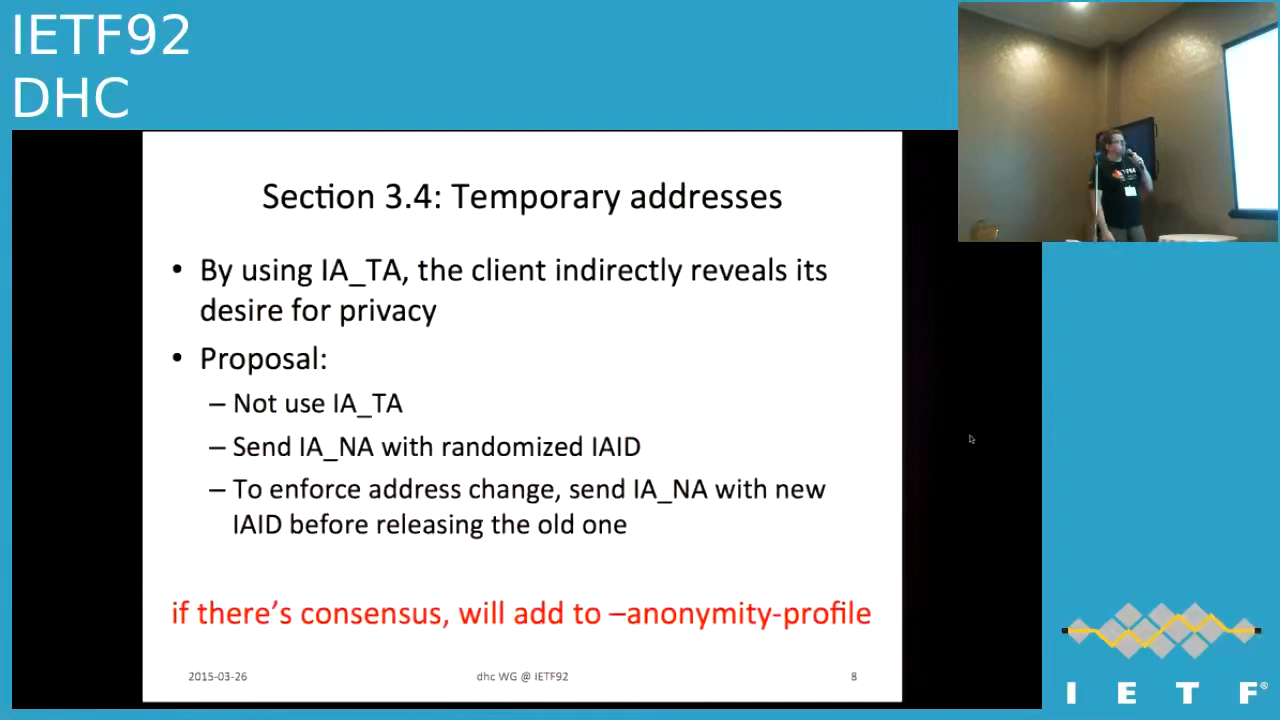 IETF92
DHC
Section 3.4: Temporary addresses
• By using IA_TA, the client indirectly reveals its
desire for privacy
• Proposal:
– Not use IA_TA
– Send IA_NA with randomized IAID
– To enforce address change, send IA_NA with new
IAID before releasing the old one
if there’s consensus, will add to –anonymity-profile
2015-03-26
dhc WG @ IETF92
8
I E T F®